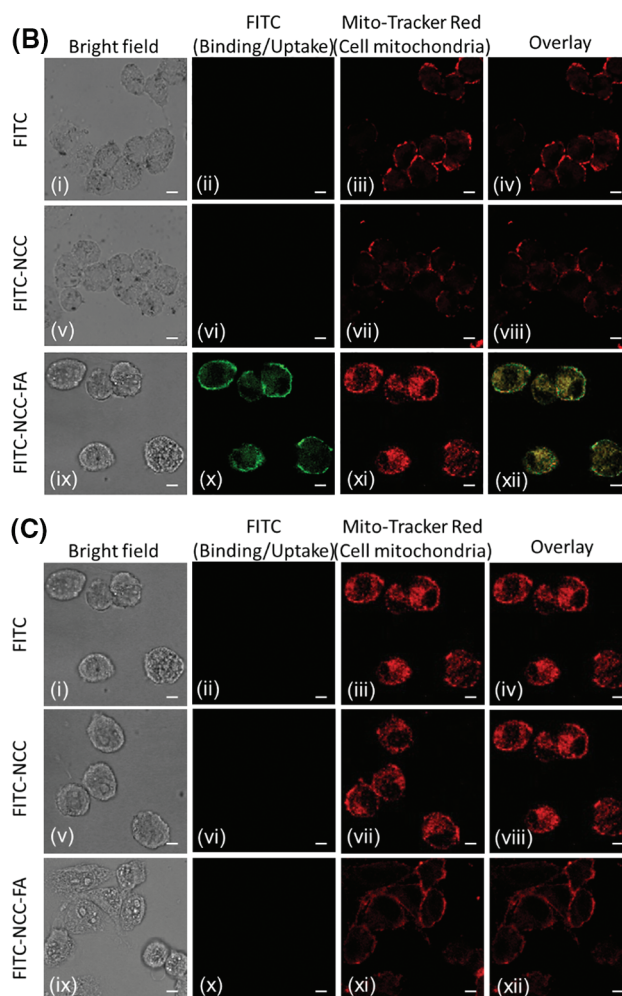 (B)
FITC Mito-Tracker Red
Bright field (Binding/Uptake) (Cell mitochondria) Overlay
FITC
(i) (ii) (iii) (iv)
FITC-NCC
(v) (vi) (vii) (viii)
FITC-NCC-FA
(ix) (x) (xi) (xii)
(C)
FITC Mito-Tracker Red
Bright field (Binding/Uptake) (Cell mitochondria) Overlay
FITC
(i) (ii) (iii) (iv)
FITC-NCC
(v) (vi) (vii) (viii)
FITC-NCC-FA
(ix) (x) (xi) (xii)